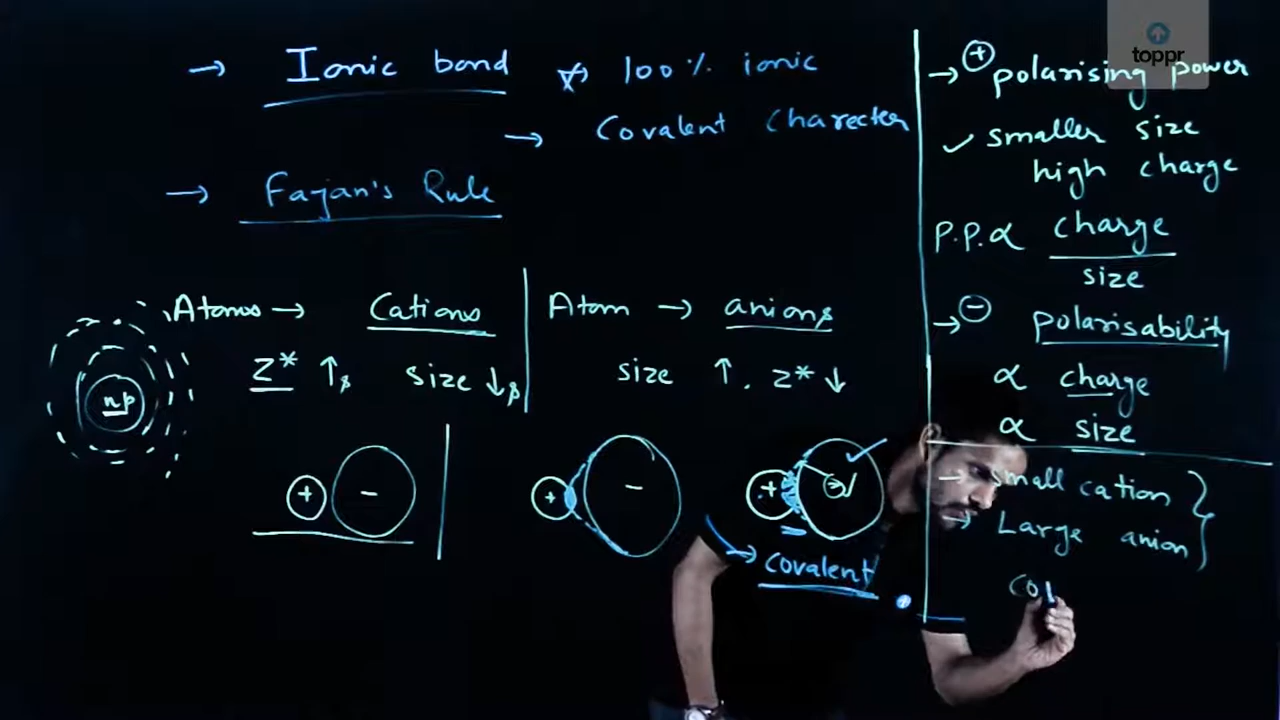 → Ionic bond ↛ 100% ionic
→ Covalent Charecter
→ Fajan's Rule
Atoms → Cations
Z* ↑, size ↓
np
+ -
Atom → anions
size ↑. Z* ↓
+ -
+ -
→ covalent
toppr
→ + polarising power
✓ smaller size
high charge
P.P. ∝ charge
size
→ - polarisability
∝ charge
∝ size
→ small cation
→ Large anion
cov